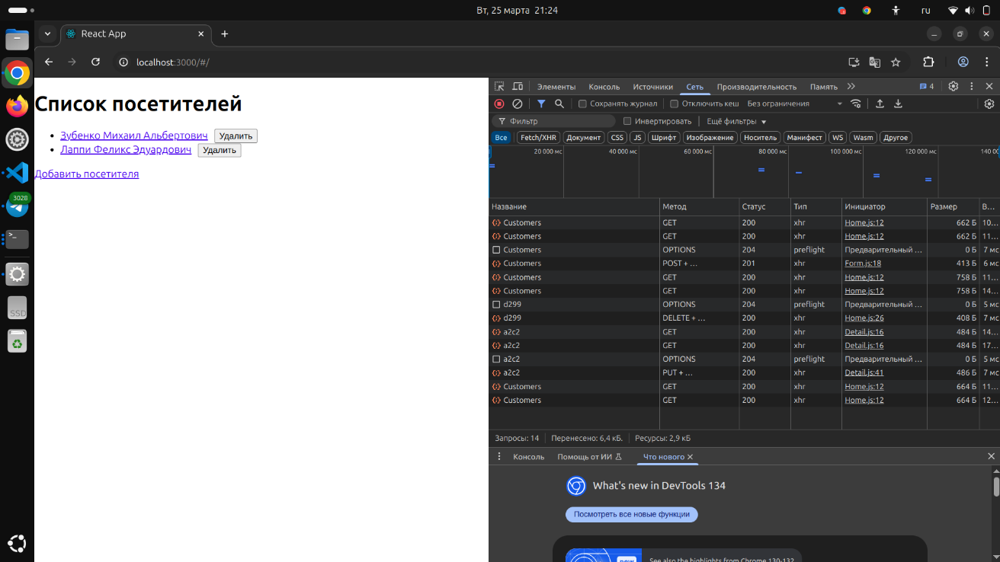 Вт, 25 марта 21:24
ru
React App
localhost:3000/#/
Список посетителей
Зубенко Михаил Альбертович Удалить
Лаппи Феликс Эдуардович Удалить
Добавить посетителя
3028
>_
SSD
Элементы Консоль Источники Сеть Производительность Память 4
Сохранять журнал Отключить кеш Без ограничения
Фильтр Инвертировать Ещё фильтры
Все Fetch/XHR Документ CSS JS Шрифт Изображение Носитель Манифест WS Wasm Другое
20 000 мс 40 000 мс 60 000 мс 80 000 мс 100 000 мс 120 000 мс 140 00
Название Метод Статус Тип Инициатор Размер В…
Customers GET 200 xhr Home.js:12 662 Б 10…
Customers GET 200 xhr Home.js:12 662 Б 11…
Customers OPTIONS 204 preflight Предварительный … 0 Б 7 мс
Customers POST + … 201 xhr Form.js:18 413 Б 6 мс
Customers GET 200 xhr Home.js:12 758 Б 11…
Customers GET 200 xhr Home.js:12 758 Б 14…
d299 OPTIONS 204 preflight Предварительный … 0 Б 5 мс
d299 DELETE + … 200 xhr Home.js:26 408 Б 7 мс
a2c2 GET 200 xhr Detail.js:16 484 Б 14…
a2c2 GET 200 xhr Detail.js:16 484 Б 17…
a2c2 OPTIONS 204 preflight Предварительный … 0 Б 5 мс
a2c2 PUT + … 200 xhr Detail.js:41 486 Б 7 мс
Customers GET 200 xhr Home.js:12 664 Б 11…
Customers GET 200 xhr Home.js:12 664 Б 12…
Запросы: 14 Перенесено: 6,4 кБ. Ресурсы: 2,9 кБ
Консоль Помощь от ИИ Что нового
What's new in DevTools 134
Посмотреть все новые функции
new
See also the highlights from Chrome 130-132